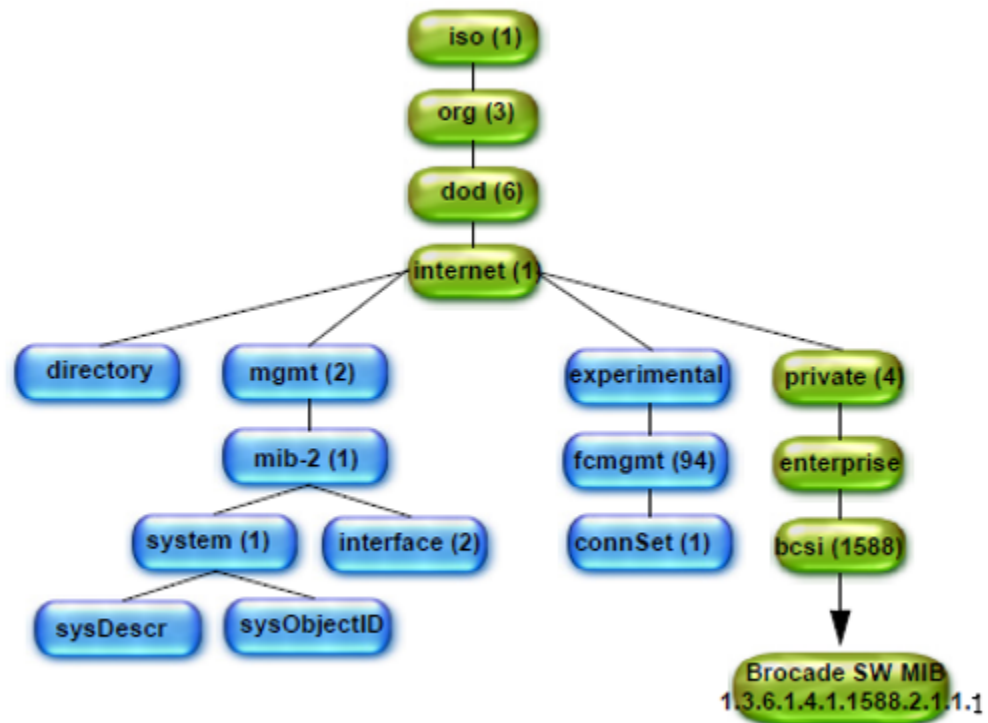 iso (1)
org (3)
dod (6)
internet (1)
directory
mgmt (2)
experimental
private (4)
mib-2 (1)
fcmgmt (94)
enterprise
system (1)
interface (2)
connSet (1)
bcsi (1588)
sysDescr
sysObjectID
Brocade SW MIB
1.3.6.1.4.1.1588.2.1.1.1